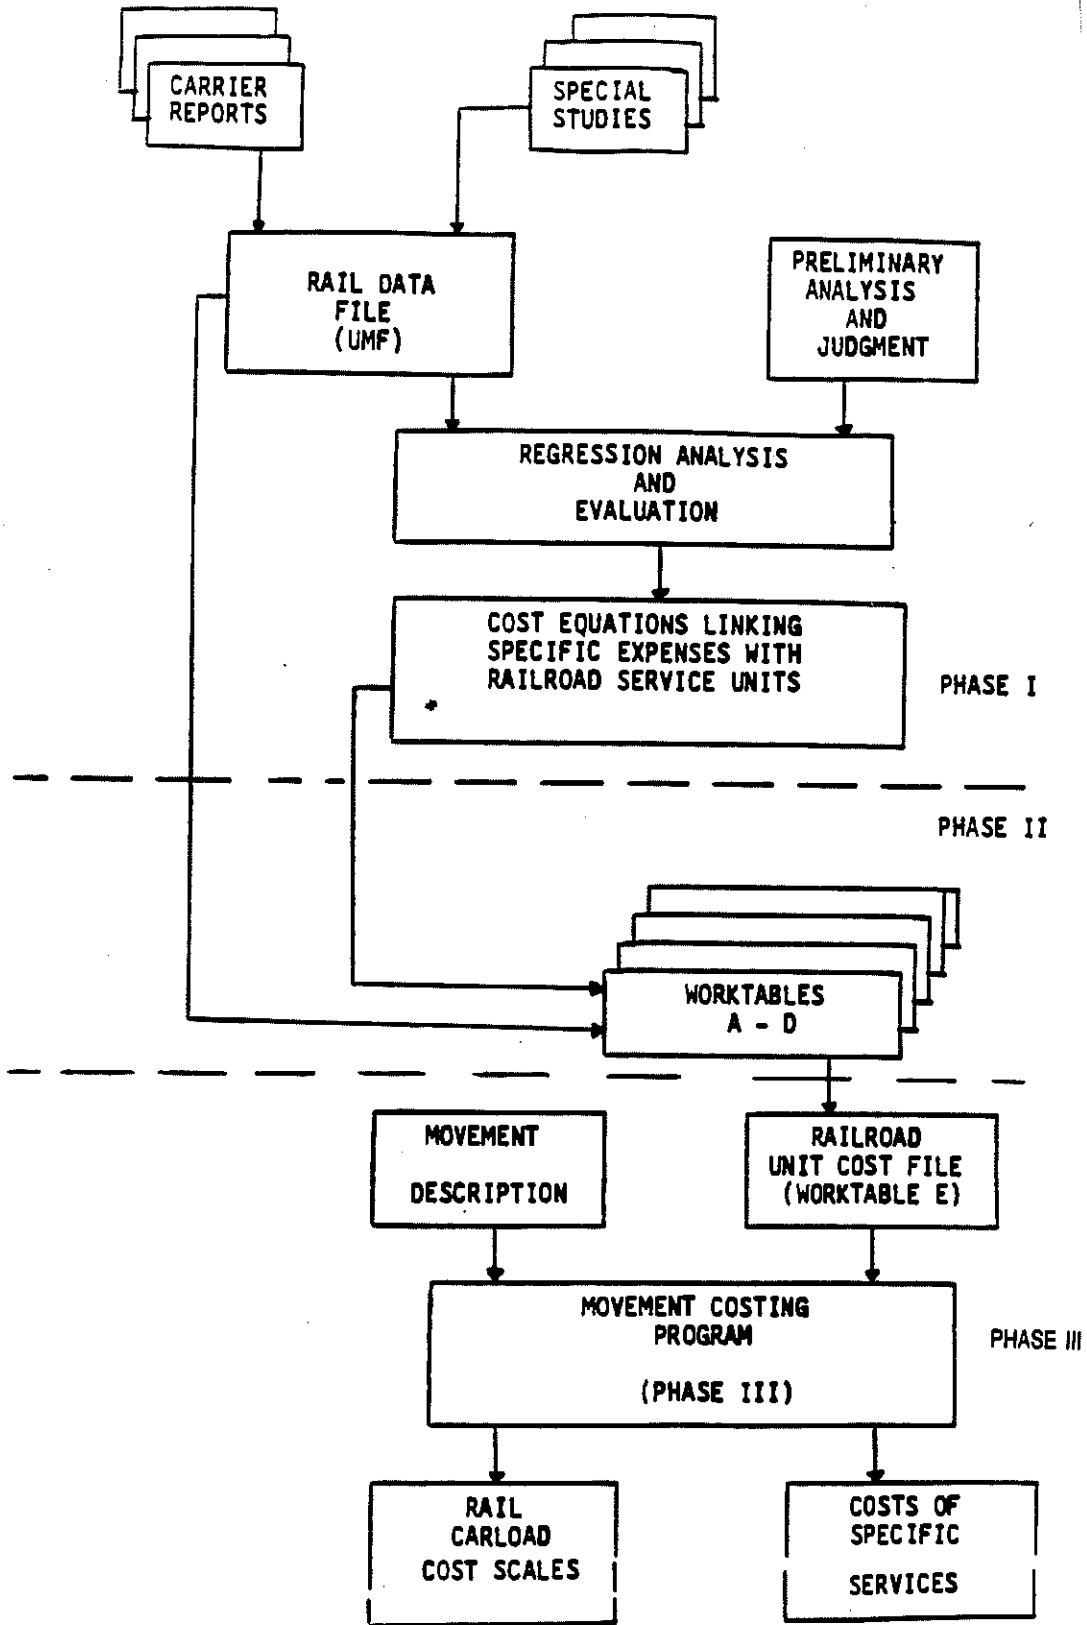 CARRIER
REPORTS
SPECIAL
STUDIES
RAIL DATA
FILE
(UMF)
PRELIMINARY
ANALYSIS
AND
JUDGMENT
REGRESSION ANALYSIS
AND
EVALUATION
COST EQUATIONS LINKING
SPECIFIC EXPENSES WITH
RAILROAD SERVICE UNITS
*
PHASE I
PHASE II
WORKTABLES
A - D
MOVEMENT
DESCRIPTION
RAILROAD
UNIT COST FILE
(WORKTABLE E)
MOVEMENT COSTING
PROGRAM
(PHASE III)
PHASE III
RAIL
CARLOAD
COST SCALES
COSTS OF
SPECIFIC
SERVICES